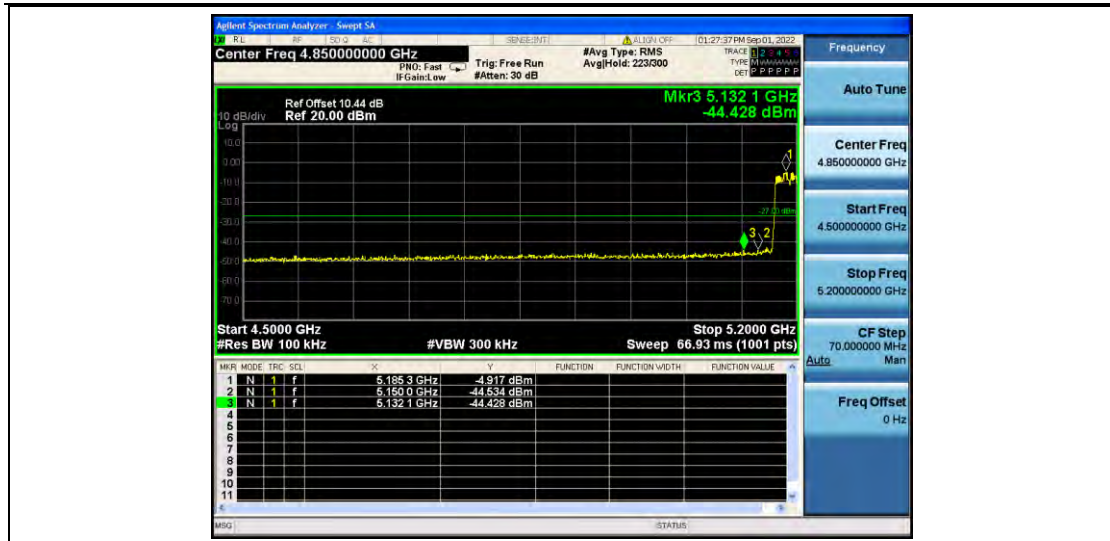 Agilent Spectrum Analyzer - Swept SA
RL RF 50 Ω AC SENSE:INT ALIGN OFF 01:27:37 PM Sep 01, 2022
Center Freq 4.850000000 GHz #Avg Type: RMS TRACE 1 2 3 4 5 6
PNO: Fast Trig: Free Run Avg|Hold: 223/300 TYPE M
IFGain:Low #Atten: 30 dB DET P P P P P P
Mkr3 5.132 1 GHz
-44.428 dBm
Ref Offset 10.44 dB
10 dB/div Ref 20.00 dBm
Log
10.0
0.00
-10.0
-20.0
-30.0
-40.0
-50.0
-60.0
-70.0
1
-27.00 dBm
3 2
Start 4.5000 GHz Stop 5.2000 GHz
#Res BW 100 kHz #VBW 300 kHz Sweep 66.93 ms (1001 pts)
MKR MODE TRC SCL X Y FUNCTION FUNCTION WIDTH FUNCTION VALUE
1 N 1 f 5.185 3 GHz -4.917 dBm
2 N 1 f 5.150 0 GHz -44.534 dBm
3 N 1 f 5.132 1 GHz -44.428 dBm
4
5
6
7
8
9
10
11
MSG STATUS
Frequency
Auto Tune
Center Freq
4.850000000 GHz
Start Freq
4.500000000 GHz
Stop Freq
5.200000000 GHz
CF Step
70.000000 MHz
Auto Man
Freq Offset
0 Hz